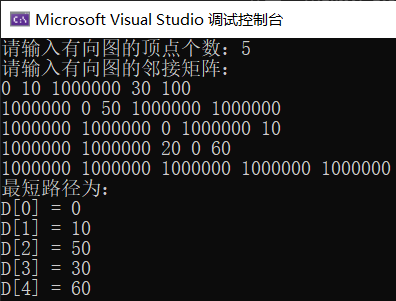 Microsoft Visual Studio 调试控制台
请输入有向图的顶点个数：5
请输入有向图的邻接矩阵：
0 10 1000000 30 100
1000000 0 50 1000000 1000000
1000000 1000000 0 1000000 10
1000000 1000000 20 0 60
1000000 1000000 1000000 1000000 1000000
最短路径为：
D[0] = 0
D[1] = 10
D[2] = 50
D[3] = 30
D[4] = 60